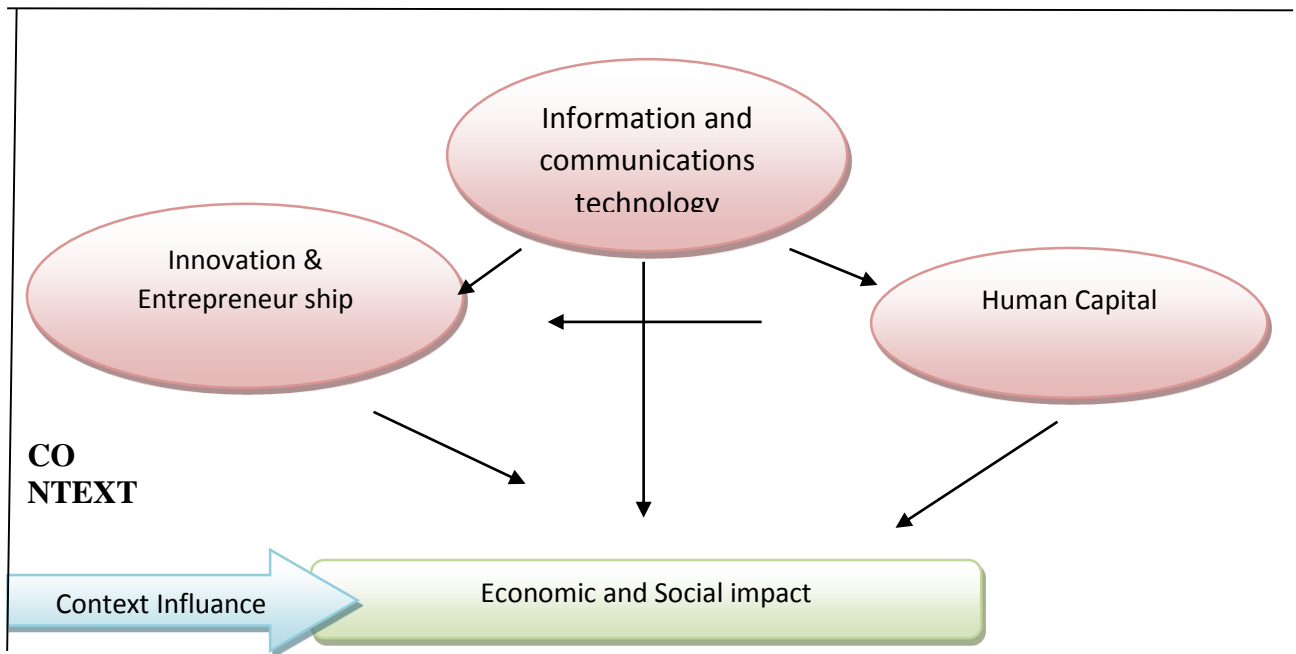 Information and
communications
technology
Innovation &
Entrepreneur ship
Human Capital
CO
NTEXT
Economic and Social impact
Context Influance